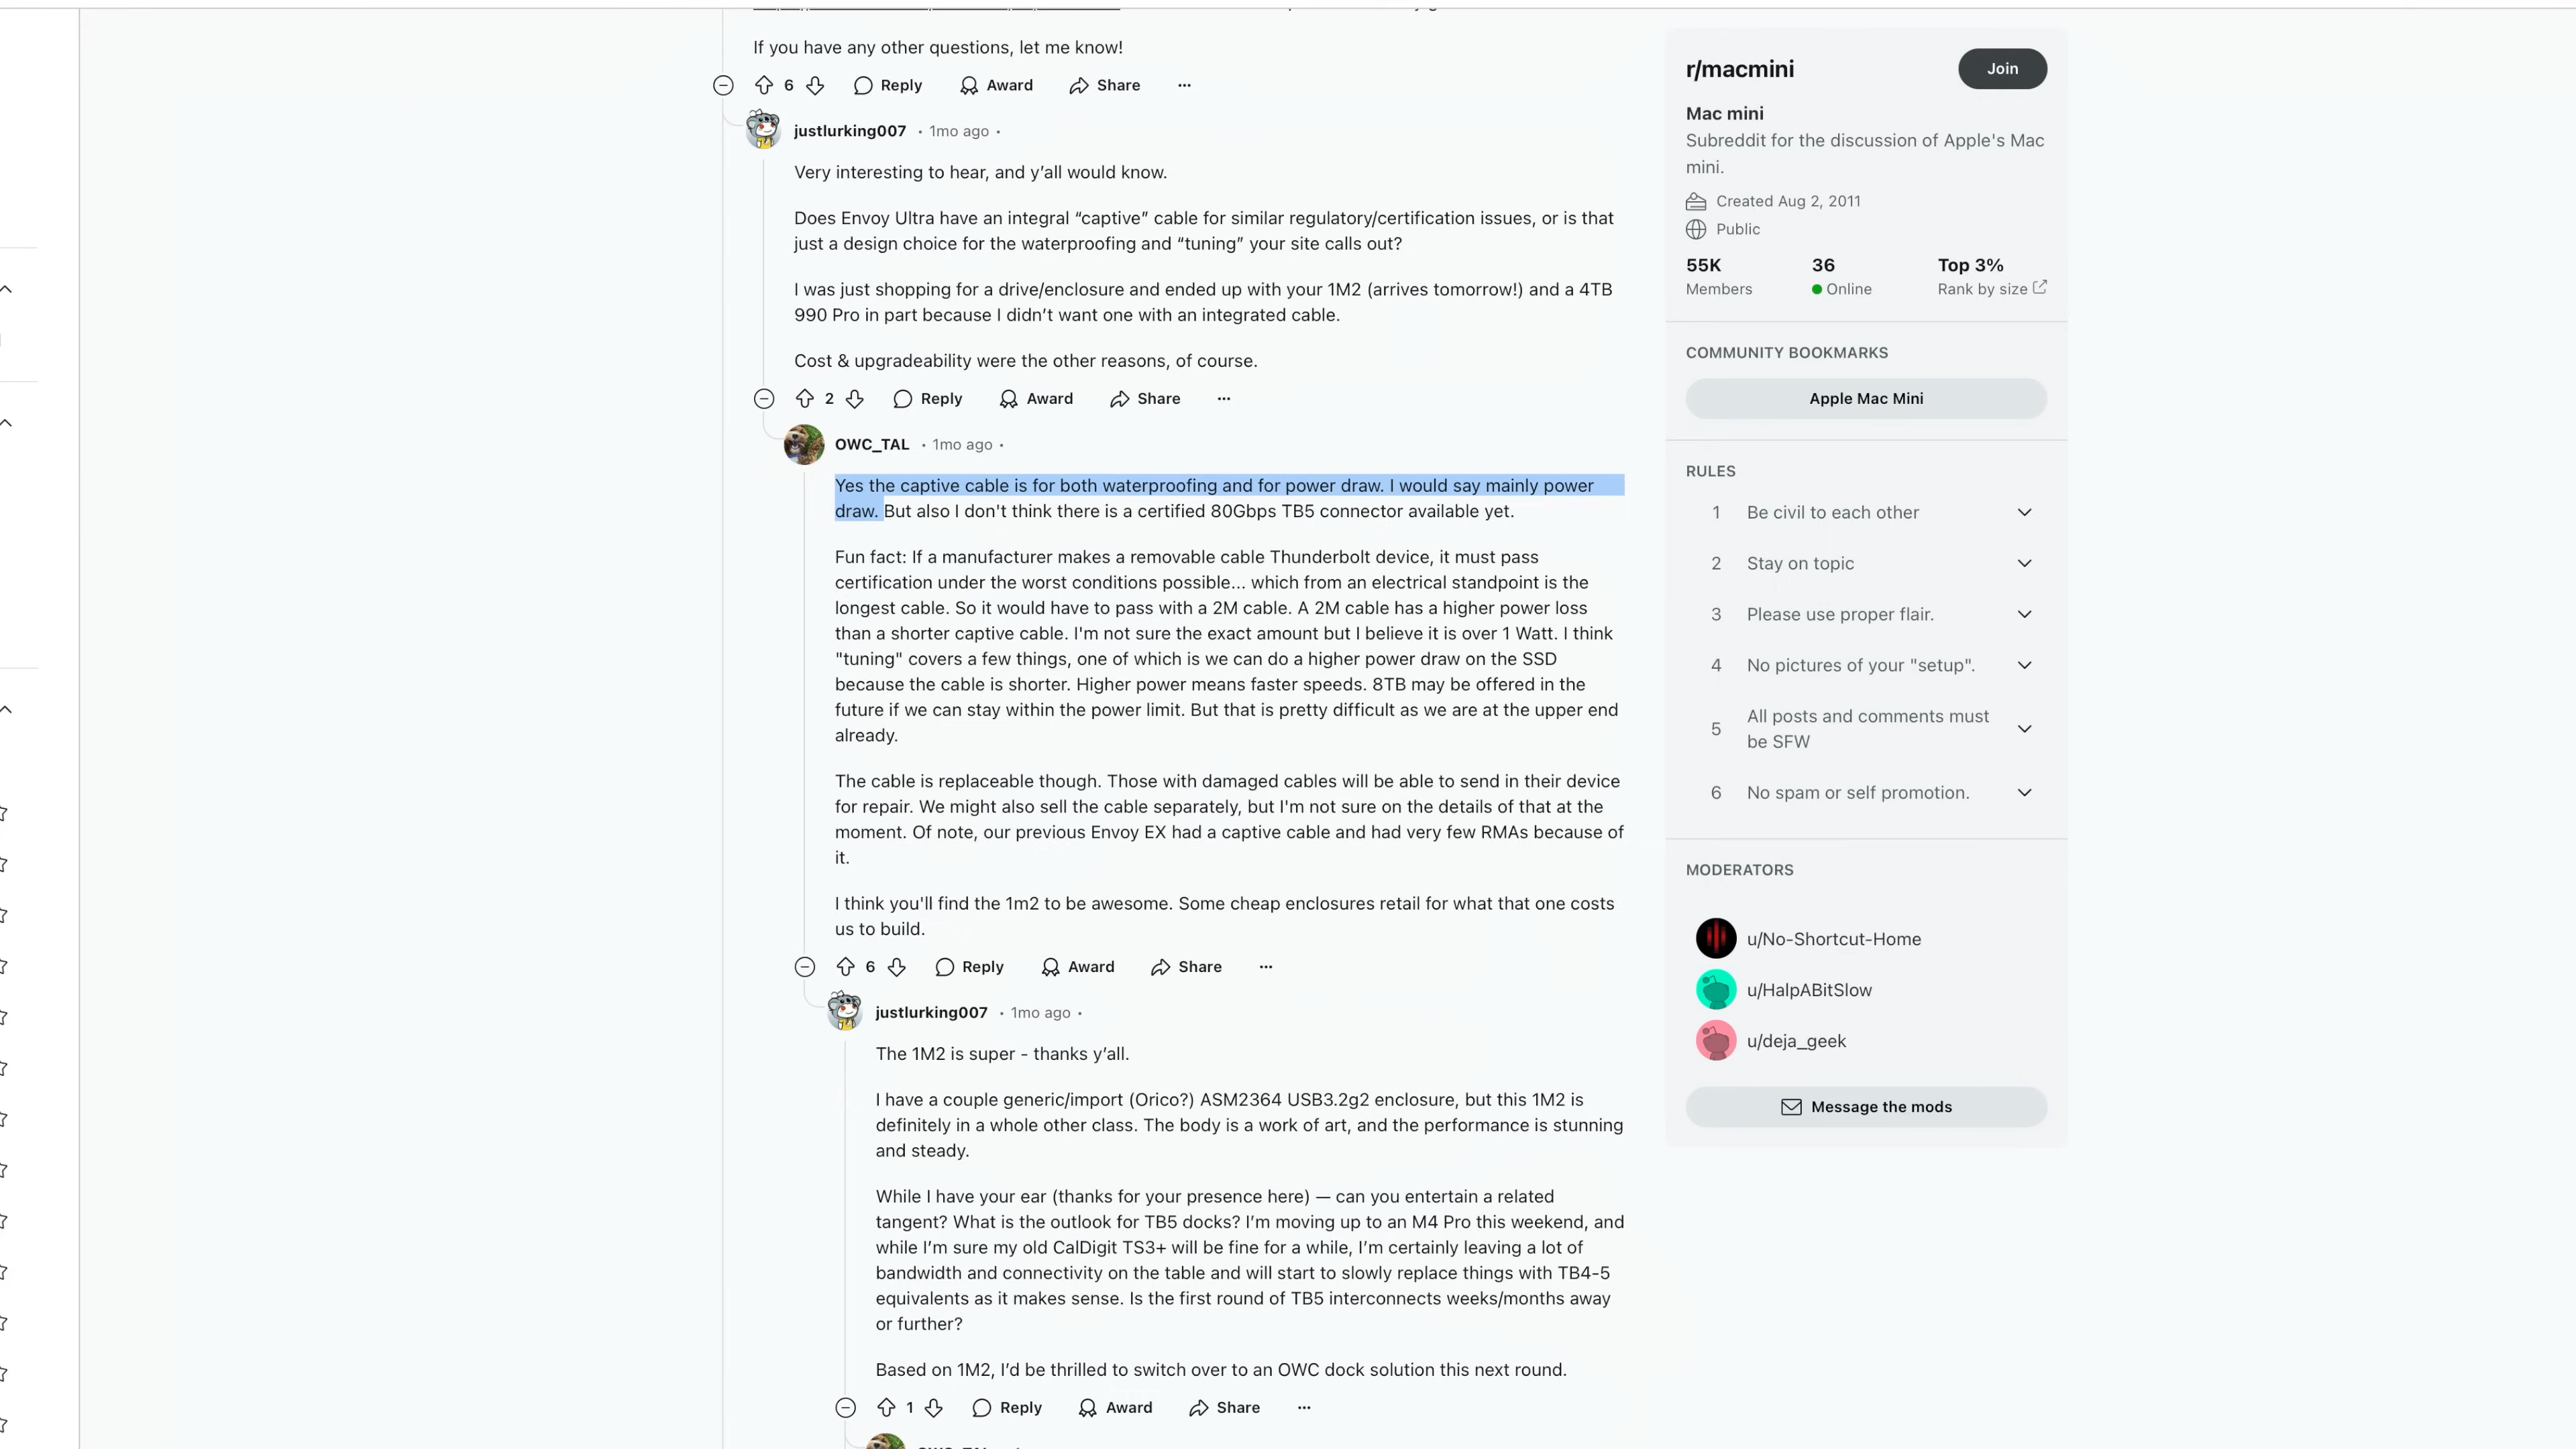 If you have any other questions, let me know!
6 Reply Award Share ...
justlurking007 • 1mo ago •
Very interesting to hear, and y’all would know.
Does Envoy Ultra have an integral “captive” cable for similar regulatory/certification issues, or is that
just a design choice for the waterproofing and “tuning” your site calls out?
I was just shopping for a drive/enclosure and ended up with your 1M2 (arrives tomorrow!) and a 4TB
990 Pro in part because I didn’t want one with an integrated cable.
Cost & upgradeability were the other reasons, of course.
2 Reply Award Share ...
OWC_TAL • 1mo ago •
Yes the captive cable is for both waterproofing and for power draw. I would say mainly power
draw. But also I don't think there is a certified 80Gbps TB5 connector available yet.
Fun fact: If a manufacturer makes a removable cable Thunderbolt device, it must pass
certification under the worst conditions possible... which from an electrical standpoint is the
longest cable. So it would have to pass with a 2M cable. A 2M cable has a higher power loss
than a shorter captive cable. I'm not sure the exact amount but I believe it is over 1 Watt. I think
"tuning" covers a few things, one of which is we can do a higher power draw on the SSD
because the cable is shorter. Higher power means faster speeds. 8TB may be offered in the
future if we can stay within the power limit. But that is pretty difficult as we are at the upper end
already.
The cable is replaceable though. Those with damaged cables will be able to send in their device
for repair. We might also sell the cable separately, but I'm not sure on the details of that at the
moment. Of note, our previous Envoy EX had a captive cable and had very few RMAs because of
it.
I think you'll find the 1m2 to be awesome. Some cheap enclosures retail for what that one costs
us to build.
6 Reply Award Share ...
justlurking007 • 1mo ago •
The 1M2 is super - thanks y’all.
I have a couple generic/import (Orico?) ASM2364 USB3.2g2 enclosure, but this 1M2 is
definitely in a whole other class. The body is a work of art, and the performance is stunning
and steady.
While I have your ear (thanks for your presence here) — can you entertain a related
tangent? What is the outlook for TB5 docks? I’m moving up to an M4 Pro this weekend, and
while I’m sure my old CalDigit TS3+ will be fine for a while, I’m certainly leaving a lot of
bandwidth and connectivity on the table and will start to slowly replace things with TB4-5
equivalents as it makes sense. Is the first round of TB5 interconnects weeks/months away
or further?
Based on 1M2, I’d be thrilled to switch over to an OWC dock solution this next round.
1 Reply Award Share ...
r/macmini
Join
Mac mini
Subreddit for the discussion of Apple's Mac
mini.
Created Aug 2, 2011
Public
55K 36 Top 3%
Members Online Rank by size
COMMUNITY BOOKMARKS
Apple Mac Mini
RULES
1 Be civil to each other
2 Stay on topic
3 Please use proper flair.
4 No pictures of your "setup".
5 All posts and comments must
be SFW
6 No spam or self promotion.
MODERATORS
u/No-Shortcut-Home
u/HalpABitSlow
u/deja_geek
Message the mods